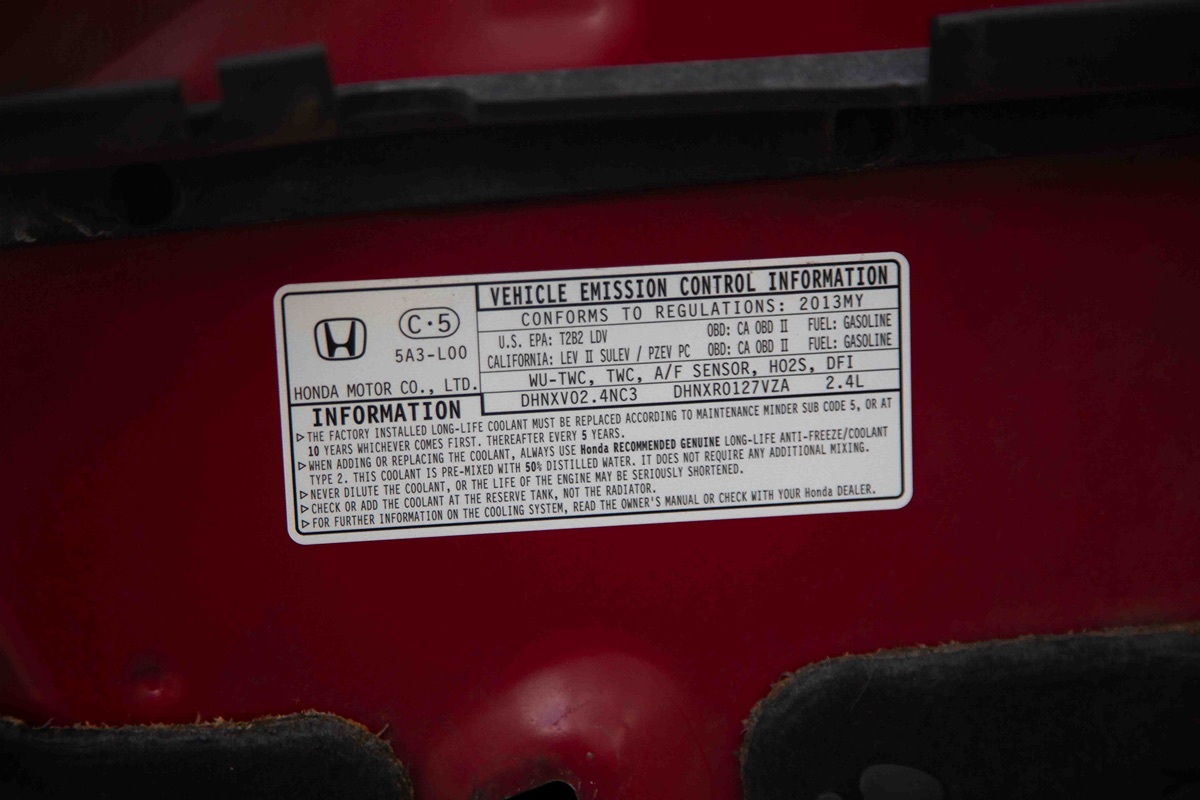 C·5
5A3-L00
HONDA MOTOR CO., LTD.
VEHICLE EMISSION CONTROL INFORMATION
CONFORMS TO REGULATIONS: 2013MY
U.S. EPA: T2B2 LDV OBD: CA OBD II FUEL: GASOLINE
CALIFORNIA: LEV II SULEV / PZEV PC OBD: CA OBD II FUEL: GASOLINE
WU-TWC, TWC, A/F SENSOR, HO2S, DFI
DHNXV02.4NC3 DHNXR0127VZA 2.4L
INFORMATION
▷THE FACTORY INSTALLED LONG-LIFE COOLANT MUST BE REPLACED ACCORDING TO MAINTENANCE MINDER SUB CODE 5, OR AT
10 YEARS WHICHEVER COMES FIRST. THEREAFTER EVERY 5 YEARS.
▷WHEN ADDING OR REPLACING THE COOLANT, ALWAYS USE Honda RECOMMENDED GENUINE LONG-LIFE ANTI-FREEZE/COOLANT
TYPE 2. THIS COOLANT IS PRE-MIXED WITH 50% DISTILLED WATER. IT DOES NOT REQUIRE ANY ADDITIONAL MIXING.
▷NEVER DILUTE THE COOLANT, OR THE LIFE OF THE ENGINE MAY BE SERIOUSLY SHORTENED.
▷CHECK OR ADD THE COOLANT AT THE RESERVE TANK, NOT THE RADIATOR.
▷FOR FURTHER INFORMATION ON THE COOLING SYSTEM, READ THE OWNER'S MANUAL OR CHECK WITH YOUR Honda DEALER.